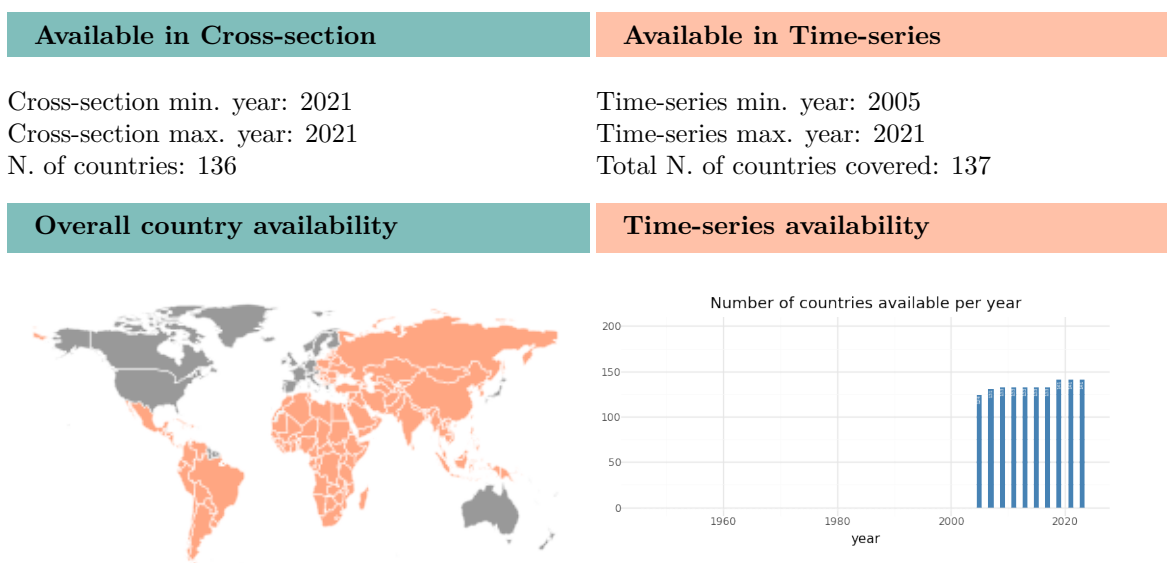 Available in Cross-section
Available in Time-series
Cross-section min. year: 2021
Cross-section max. year: 2021
N. of countries: 136
Time-series min. year: 2005
Time-series max. year: 2021
Total N. of countries covered: 137
Overall country availability
Time-series availability
Number of countries available per year
200
150
100
50
0
1960
1980
2000
2020
year